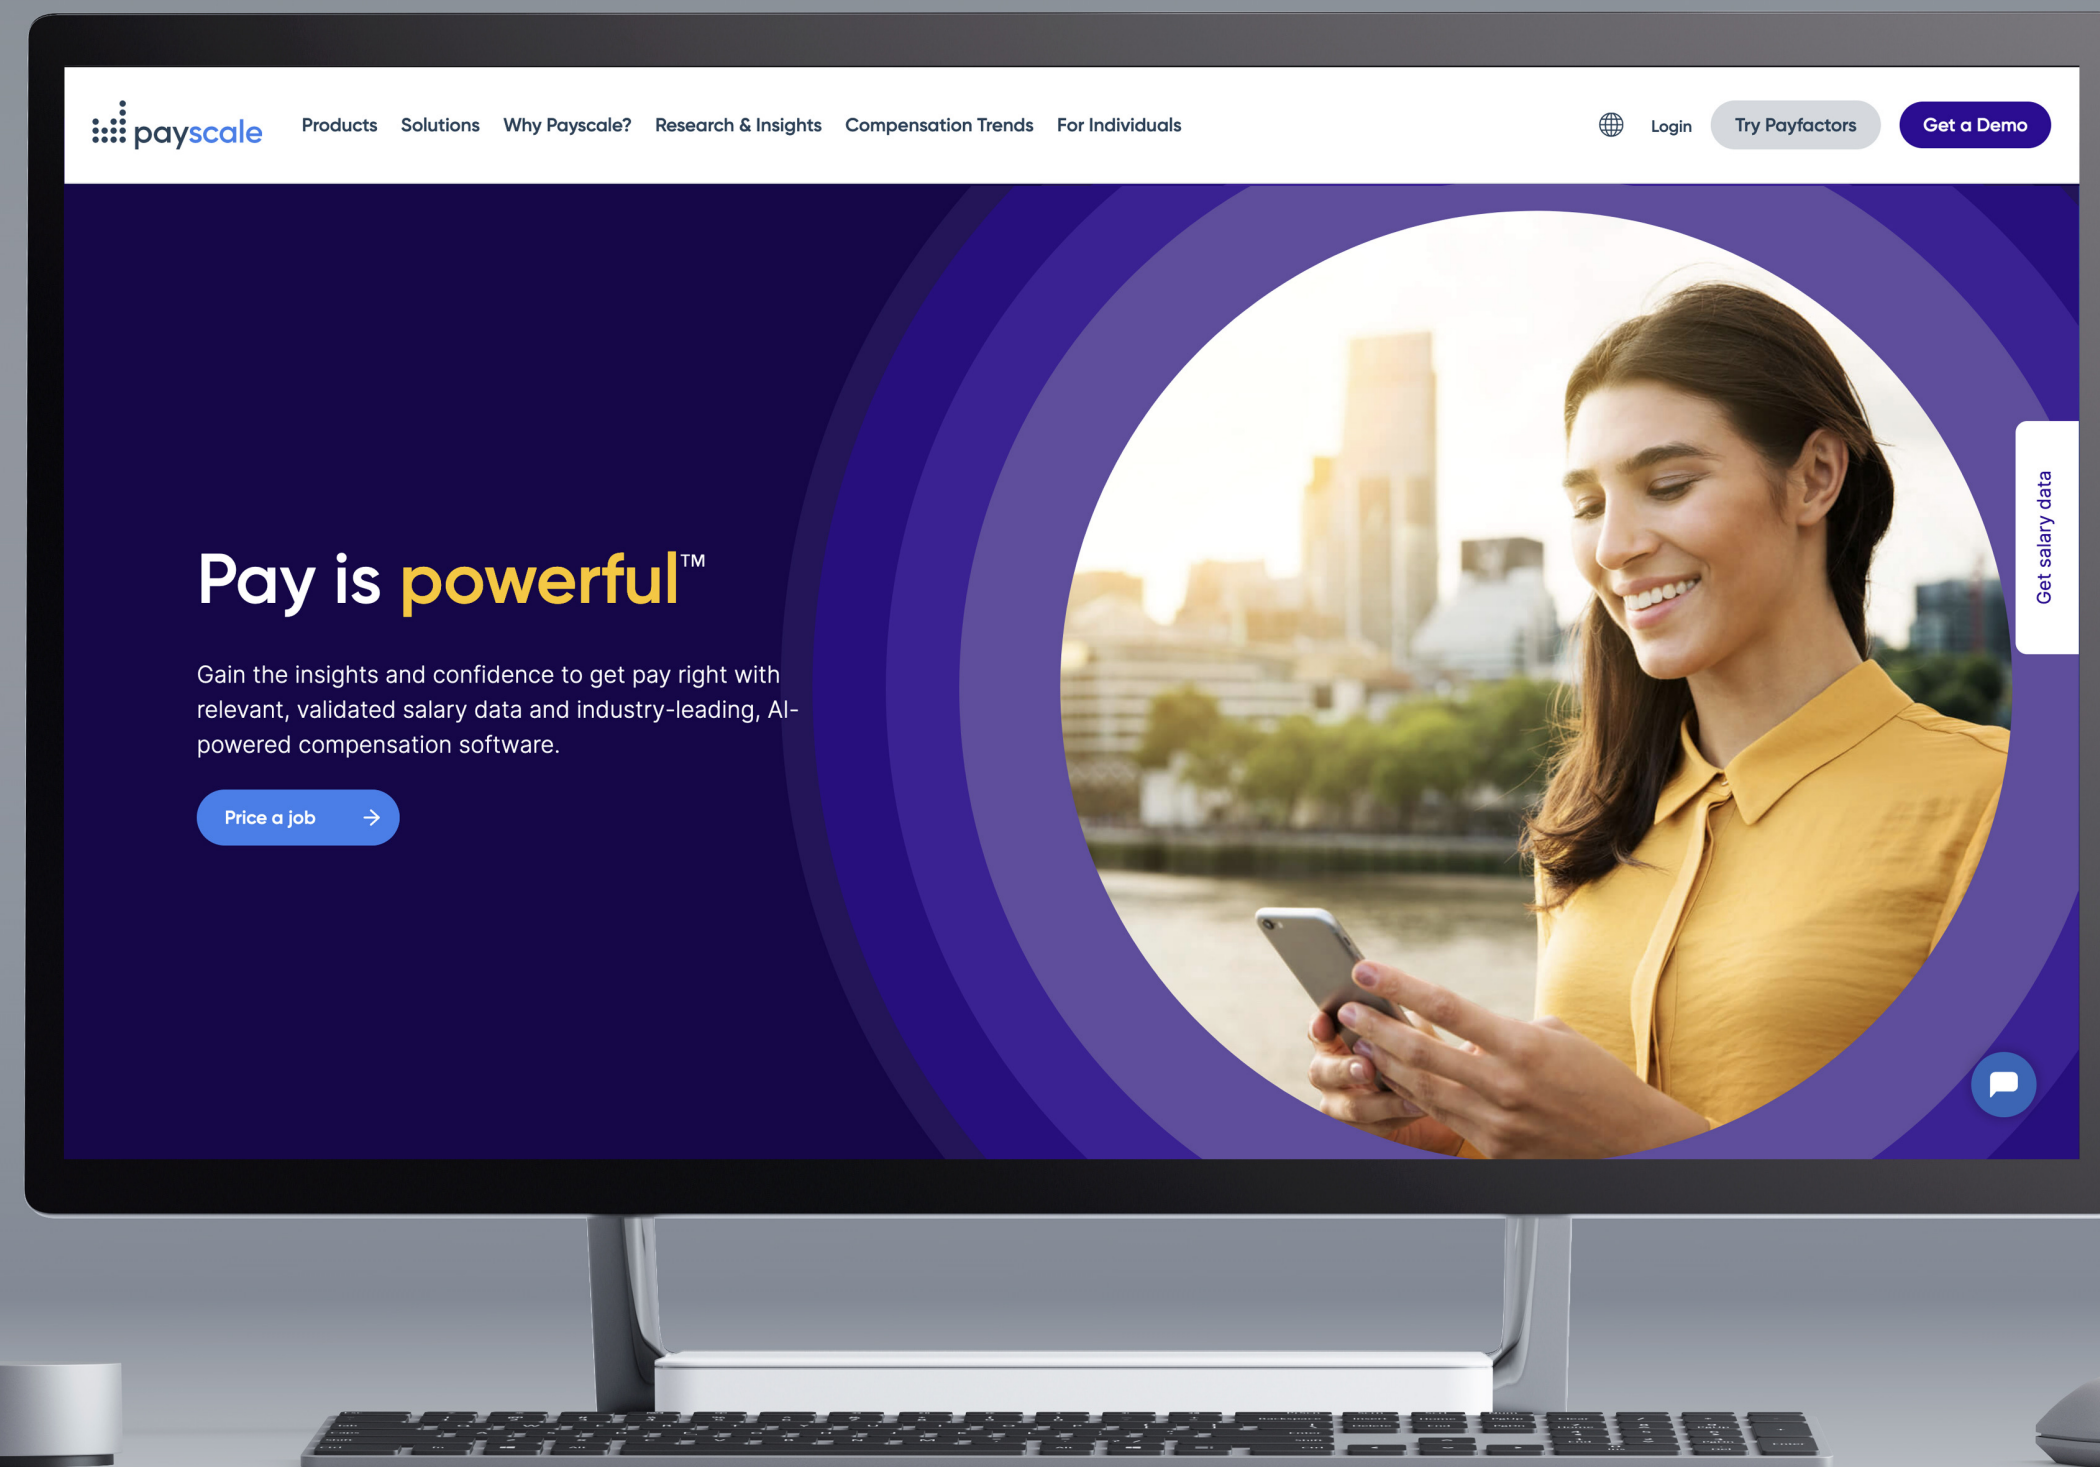 payscale
Products Solutions Why Payscale? Research & Insights Compensation Trends For Individuals
Login Try Payfactors Get a Demo
Pay is powerful™
Gain the insights and confidence to get pay right with
relevant, validated salary data and industry-leading, AI-
powered compensation software.
Price a job
Get salary data